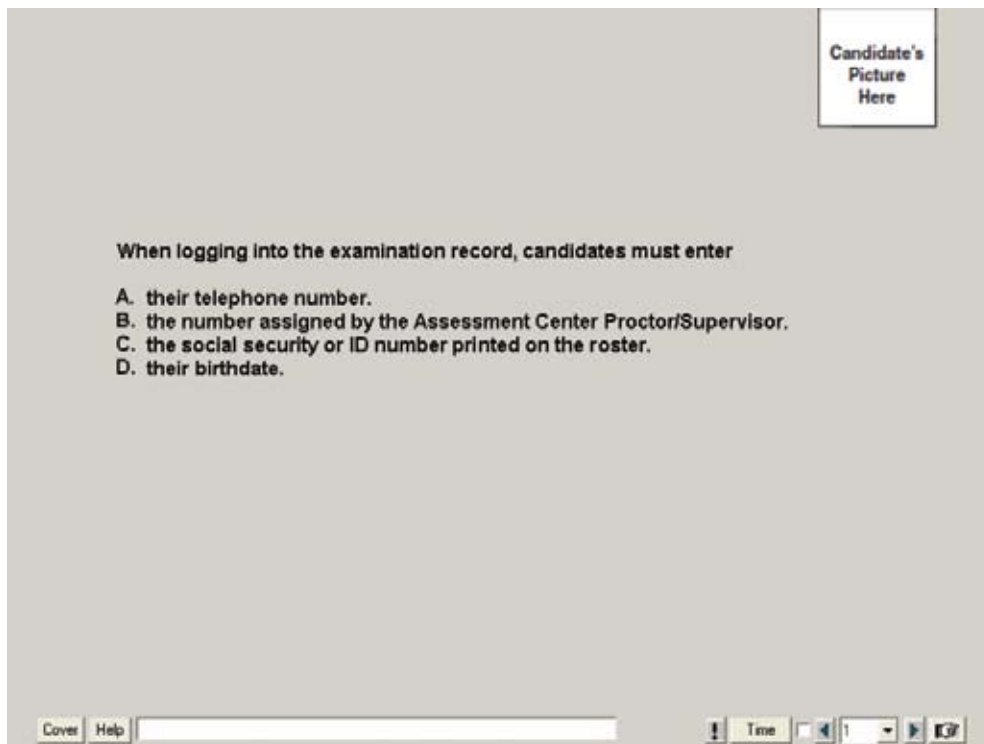 Candidate's
Picture
Here
When logging into the examination record, candidates must enter
A. their telephone number.
B. the number assigned by the Assessment Center Proctor/Supervisor.
C. the social security or ID number printed on the roster.
D. their birthdate.
Cover Help ! Time 1